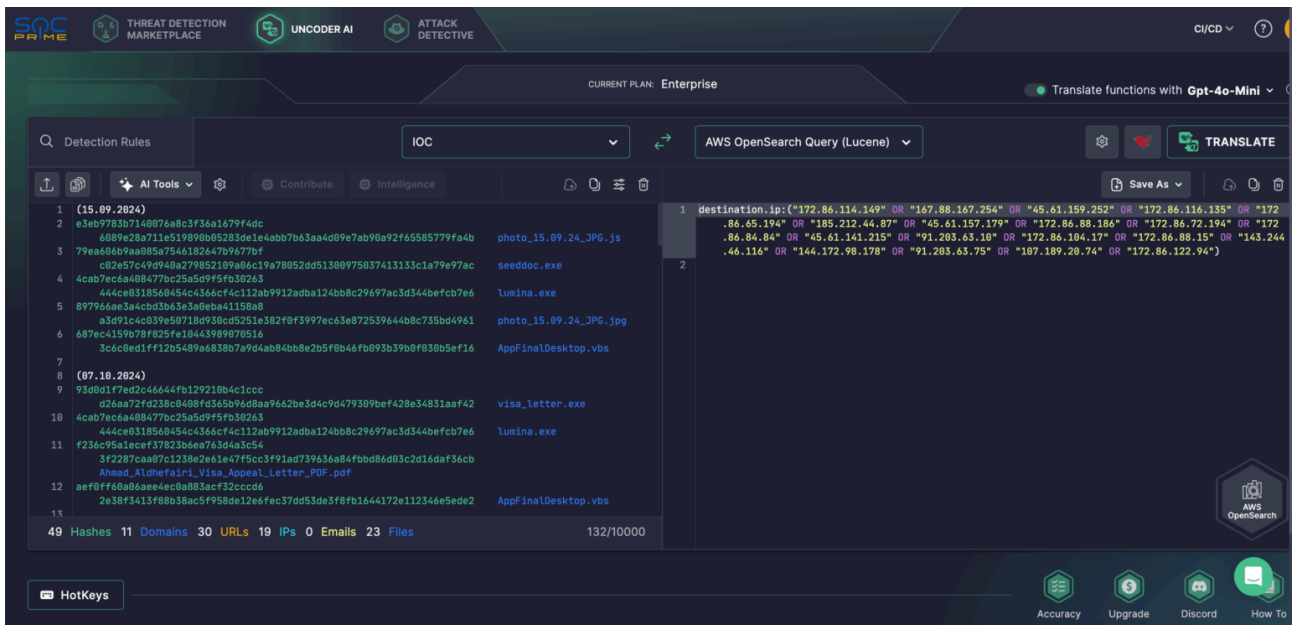 SOC PRIME
THREAT DETECTION MARKETPLACE
UNCODER AI
ATTACK DETECTIVE
CI/CD
CURRENT PLAN: Enterprise
Translate functions with Gpt-4o-Mini
Detection Rules
IOC
AWS OpenSearch Query (Lucene)
TRANSLATE
AI Tools
Contribute
Intelligence
Save As
1 (15.09.2024)
2 e3eb9783b7140076a8c3f36a1679f4dc
6089e28a711e519890b05283de1e4abb7b63aa4d09e7ab90a92f65585779fa4b photo_15.09.24_JPG.js
3 79ea606b9aa085a7546182647b9677bf
c02e57c49d940a279852109a06c19a78052dd51300975037413133c1a79e97ac seeddoc.exe
4 4cab7ec6a408477bc25a5d9f5fb30263
444ce0318560454c4366cf4c112ab9912adba124bb8c29697ac3d344befcb7e6 lumina.exe
5 897966ae3a4cbd3b63e3a0eba41158a8
a3d91c4c039e50718d930cd5251e382f0f3997ec63e872539644b8c735bd4961 photo_15.09.24_JPG.jpg
6 687ec4159b78f825fe10443989070516
3c6c0ed1ff12b5489a6838b7a9d4ab84bb8e2b5f0b46fb093b39b0f030b5ef16 AppFinalDesktop.vbs
7
8 (07.10.2024)
9 93d0d1f7ed2c46644fb129210b4c1ccc
d26aa72fd238c0408fd365b96d8aa9662be3d4c9d479309bef428e34831aaf42 visa_letter.exe
10 4cab7ec6a408477bc25a5d9f5fb30263
444ce0318560454c4366cf4c112ab9912adba124bb8c29697ac3d344befcb7e6 lumina.exe
11 f236c95a1ecef37823b6ea763d4a3c54
3f2287caa07c1238e2e61e47f5cc3f91ad739636a84fbbd86d03c2d16daf36cb
Ahmad_Aldhefairi_Visa_Appeal_Letter_PDF.pdf
12 aef0ff60a06aee4ec0a883acf32cccd6
2e38f3413f88b38ac5f958de12e6fec37dd53de3f8fb1644172e112346e5ede2 AppFinalDesktop.vbs
13
49 Hashes 11 Domains 30 URLs 19 IPs 0 Emails 23 Files 132/10000
1 destination.ip:("172.86.114.149" OR "167.88.167.254" OR "45.61.159.252" OR "172.86.116.135" OR "172
.86.65.194" OR "185.212.44.87" OR "45.61.157.179" OR "172.86.88.186" OR "172.86.72.194" OR "172
.86.84.84" OR "45.61.141.215" OR "91.203.63.10" OR "172.86.104.17" OR "172.86.88.15" OR "143.244
.46.116" OR "144.172.98.178" OR "91.203.63.75" OR "107.189.20.74" OR "172.86.122.94")
2
AWS OpenSearch
HotKeys
Accuracy
Upgrade
Discord
How To